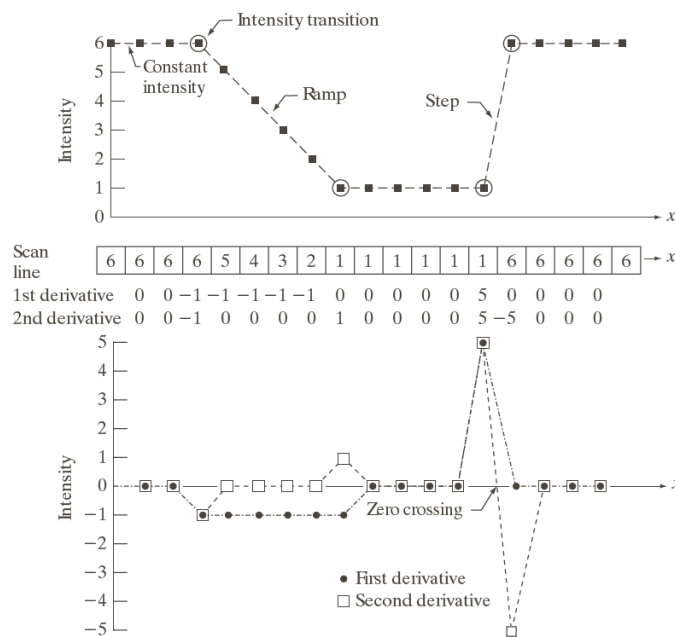 Intensity transition
6
Constant
intensity
5
4
Ramp
Step
3
2
1
0
Intensity
x
Scan
line
6 6 6 6 5 4 3 2 1 1 1 1 1 1 6 6 6 6 6
x
1st derivative 0 0 −1 −1 −1 −1 −1 0 0 0 0 0 5 0 0 0 0
2nd derivative 0 0 −1 0 0 0 0 1 0 0 0 0 5 −5 0 0 0
5
4
3
2
1
0
x
−1
Zero crossing
−2
−3
−4
−5
Intensity
First derivative
Second derivative